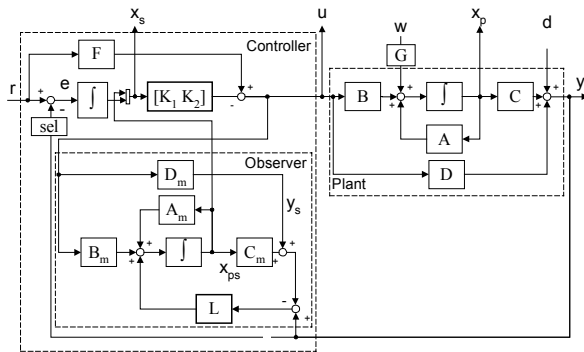 x_s
u
w
x_p
d
Controller
F
G
r
e
∫
[K_1 K_2]
B
∫
C
y
sel
A
Observer
Plant
D
D_m
A_m
y_s
B_m
∫
C_m
x_ps
L